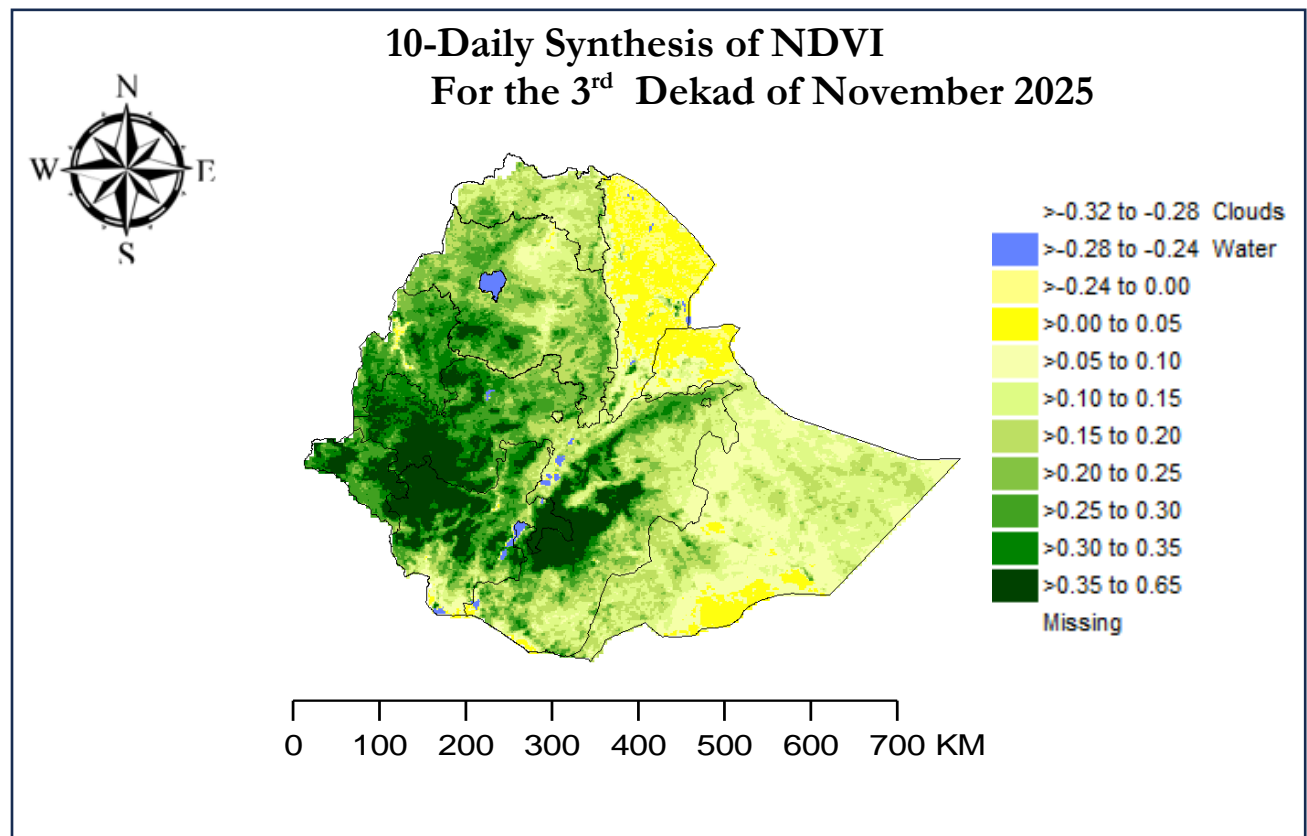 10-Daily Synthesis of NDVI
For the 3rd Dekad of November 2025
N
W E
S
>-0.32 to -0.28 Clouds
>-0.28 to -0.24 Water
>-0.24 to 0.00
>0.00 to 0.05
>0.05 to 0.10
>0.10 to 0.15
>0.15 to 0.20
>0.20 to 0.25
>0.25 to 0.30
>0.30 to 0.35
>0.35 to 0.65
Missing
0 100 200 300 400 500 600 700 KM